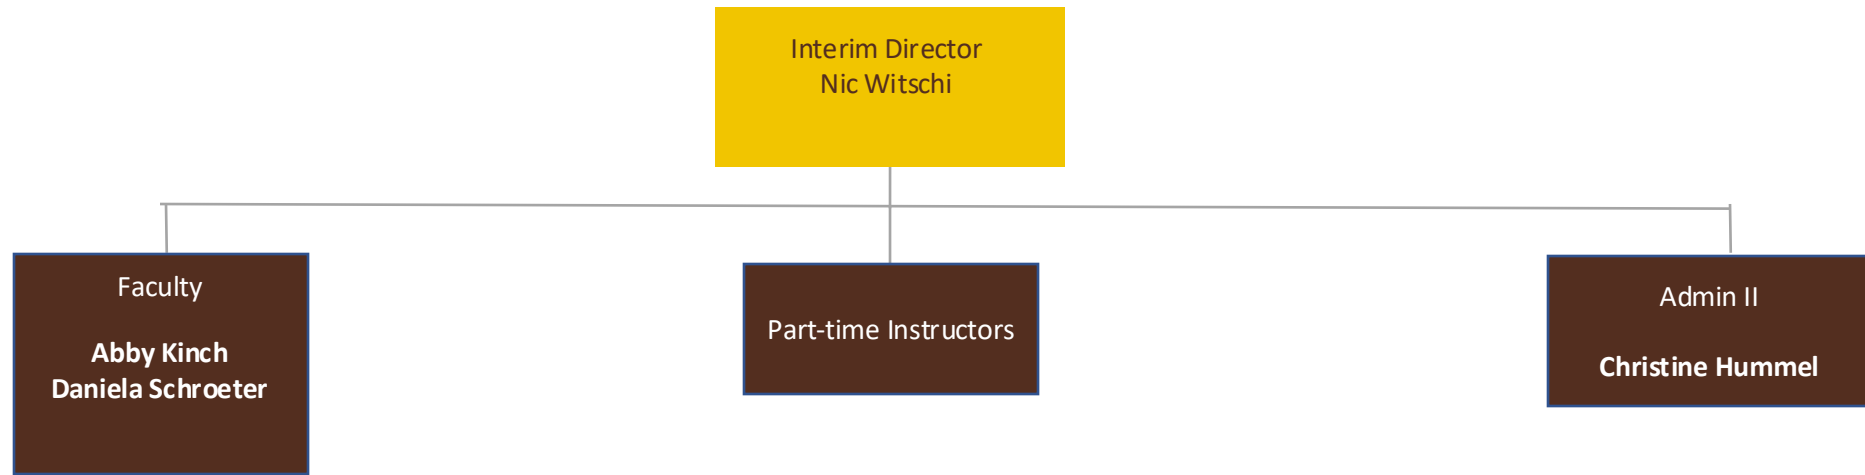 Interim Director
Nic Witschi
Faculty
Abby Kinch
Daniela Schroeter
Part-time Instructors
Admin II
Christine Hummel